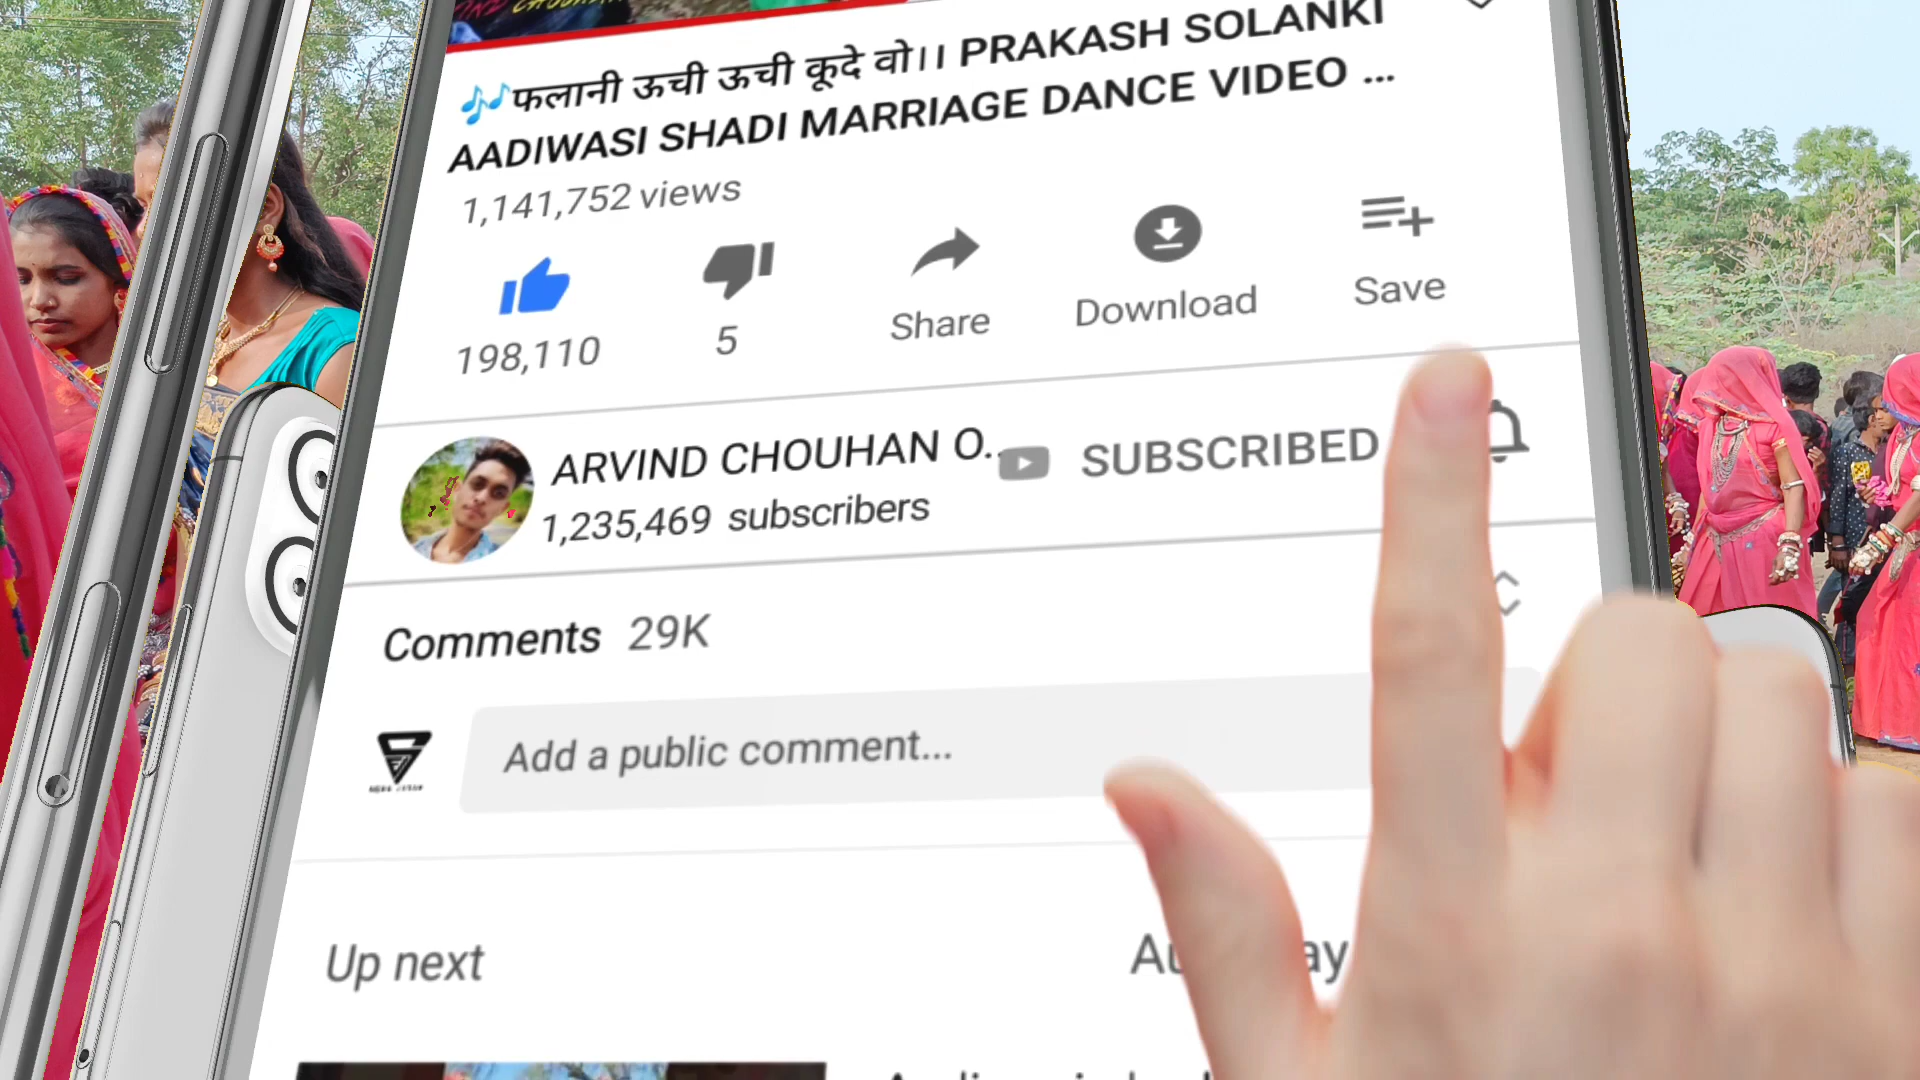 🎶फलानी ऊची ऊची कूदे वो।। PRAKASH SOLANKI
AADIWASI SHADI MARRIAGE DANCE VIDEO ...
1,141,752 views
198,110
5
Share
Download
Save
ARVIND CHOUHAN O..
SUBSCRIBED
1,235,469 subscribers
Comments 29K
Add a public comment...
Up next